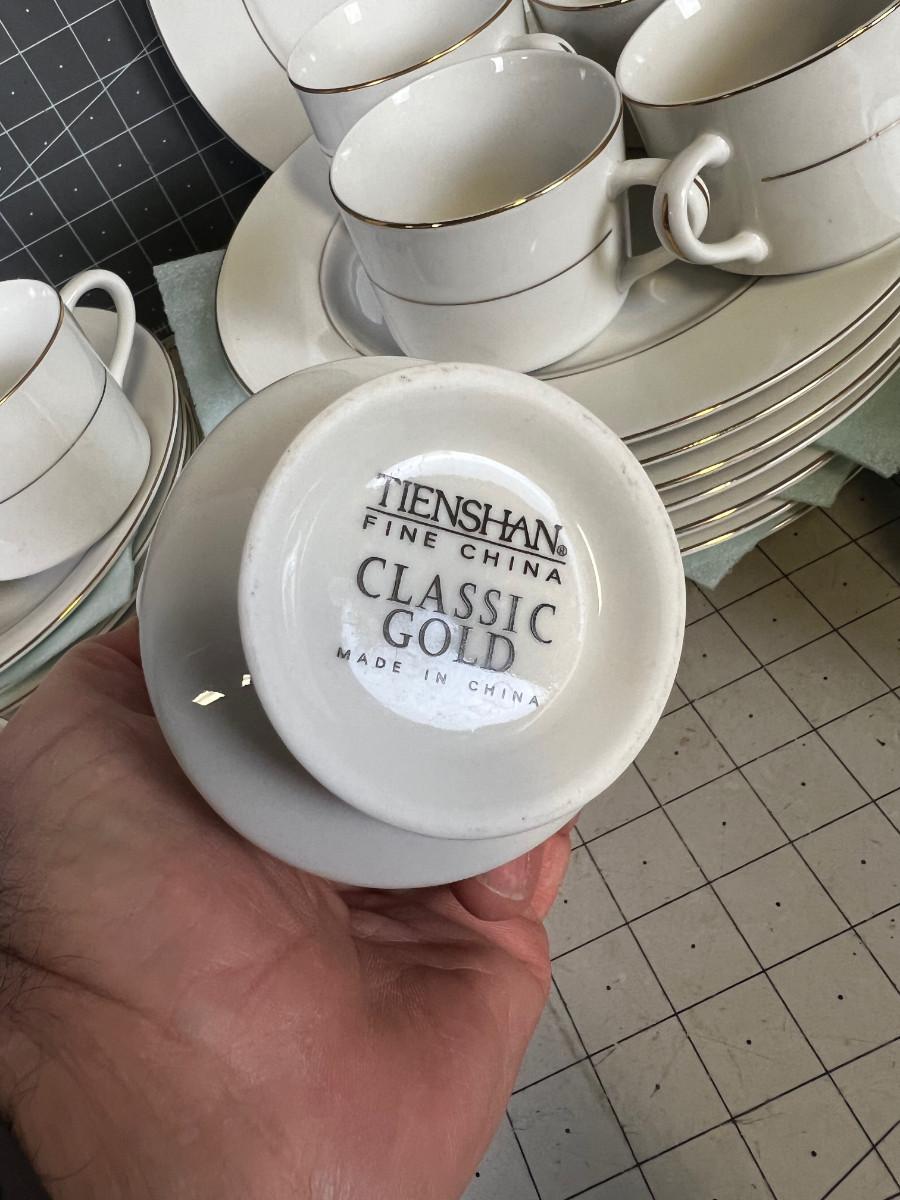 TIENSHAN®
FINE CHINA
CLASSIC
GOLD
MADE IN CHINA